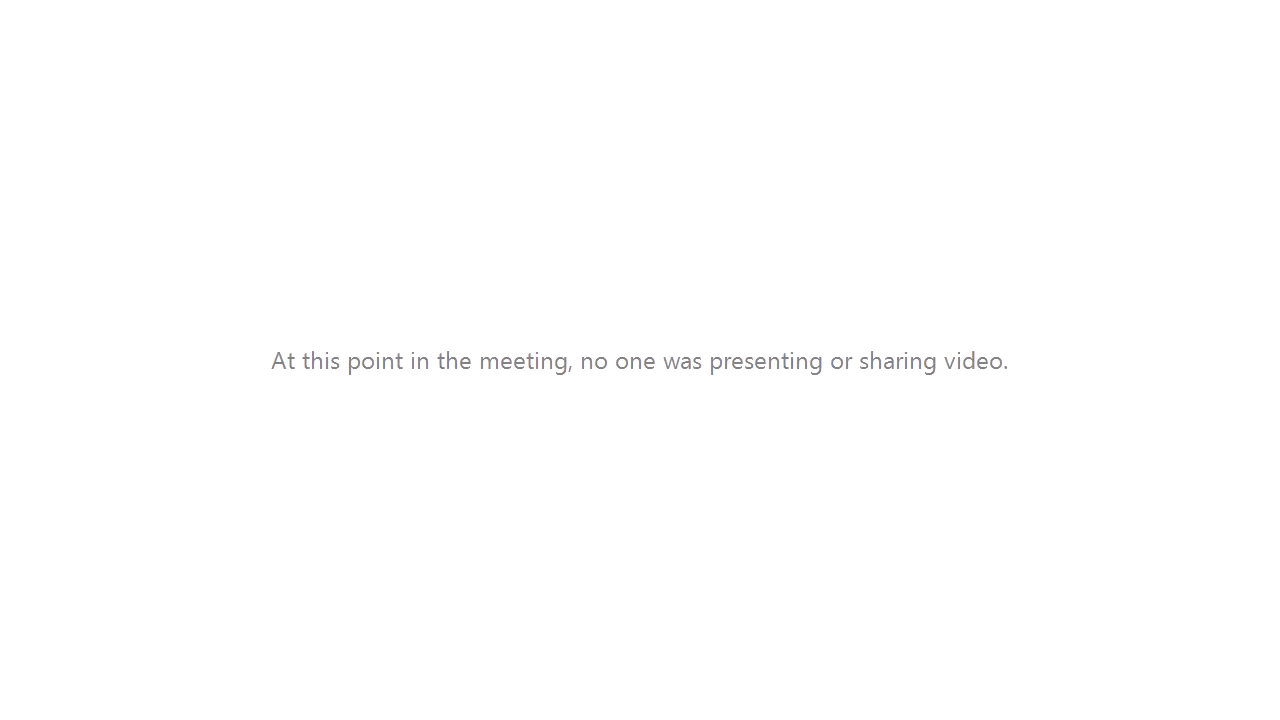 At this point in the meeting, no one was presenting or sharing video.